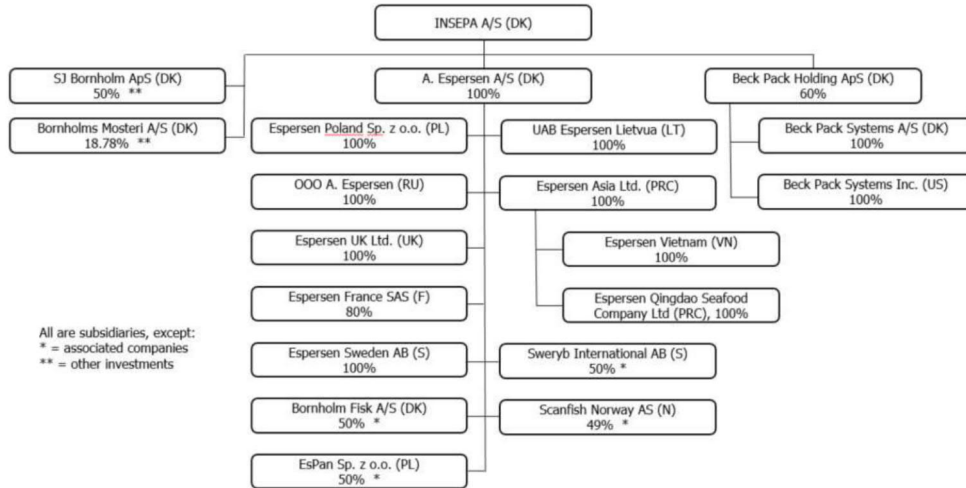 INSEPA A/S (DK)
SJ Bornholm ApS (DK)
50% **
A. Espersen A/S (DK)
100%
Beck Pack Holding ApS (DK)
60%
Bornholms Mosteri A/S (DK)
18.78% **
Espersen Poland Sp. z o.o. (PL)
100%
UAB Espersen Lietvua (LT)
100%
Beck Pack Systems A/S (DK)
100%
OOO A. Espersen (RU)
100%
Espersen Asia Ltd. (PRC)
100%
Beck Pack Systems Inc. (US)
100%
Espersen UK Ltd. (UK)
100%
Espersen Vietnam (VN)
100%
Espersen France SAS (F)
80%
Espersen Qingdao Seafood
Company Ltd (PRC), 100%
All are subsidiaries, except:
* = associated companies
** = other investments
Espersen Sweden AB (S)
100%
Sweryb International AB (S)
50% *
Bornholm Fisk A/S (DK)
50% *
Scanfish Norway AS (N)
49% *
EsPan Sp. z o.o. (PL)
50% *